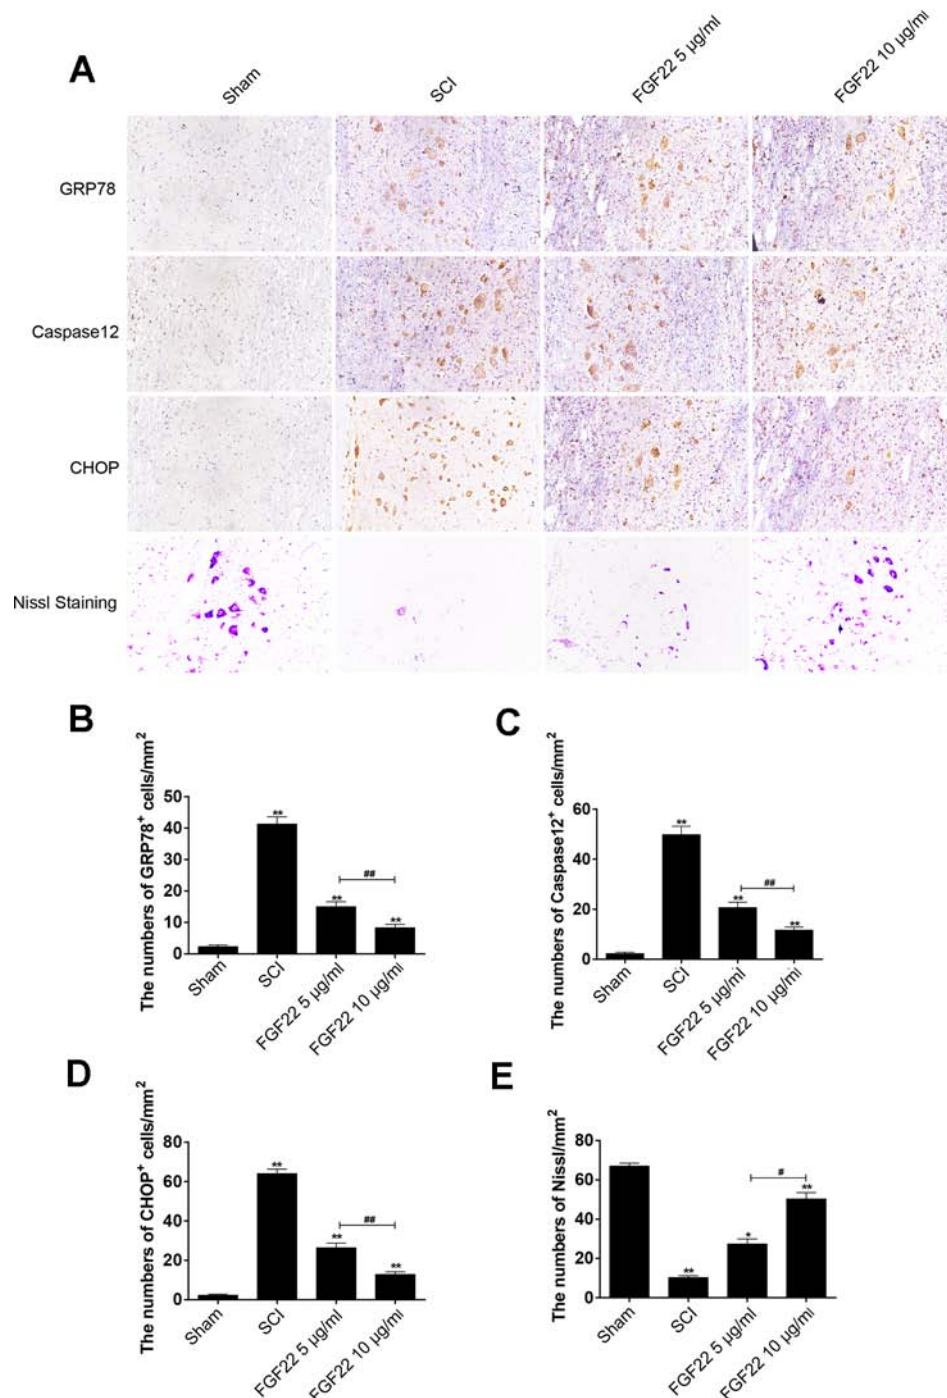 A
Sham
SCI
FGF22 5 µg/ml
FGF22 10 µg/ml
GRP78
Caspase12
CHOP
Nissl Staining
B
The numbers of GRP78+ cells/mm2
50
40
30
20
10
0
**
**
##
**
Sham
SCI
FGF22 5 µg/ml
FGF22 10 µg/ml
C
The numbers of Caspase12+ cells/mm2
60
40
20
0
**
**
##
**
Sham
SCI
FGF22 5 µg/ml
FGF22 10 µg/ml
D
The numbers of CHOP+ cells/mm2
80
60
40
20
0
**
**
##
**
Sham
SCI
FGF22 5 µg/ml
FGF22 10 µg/ml
E
The numbers of Nissl/mm2
80
60
40
20
0
**
*
#
**
Sham
SCI
FGF22 5 µg/ml
FGF22 10 µg/ml